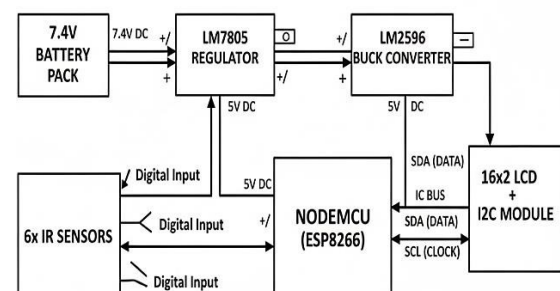 7.4V
BATTERY
PACK
7.4V DC
+/
+
LM7805
REGULATOR
O
+/
+/
+
LM2596
BUCK CONVERTER
5V DC
5V DC
SDA (DATA)
6x IR SENSORS
Digital Input
Digital Input
Digital Input
5V DC
+/
NODEMCU
(ESP8266)
IC BUS
SDA (DATA)
SCL (CLOCK)
16x2 LCD
+
I2C MODULE